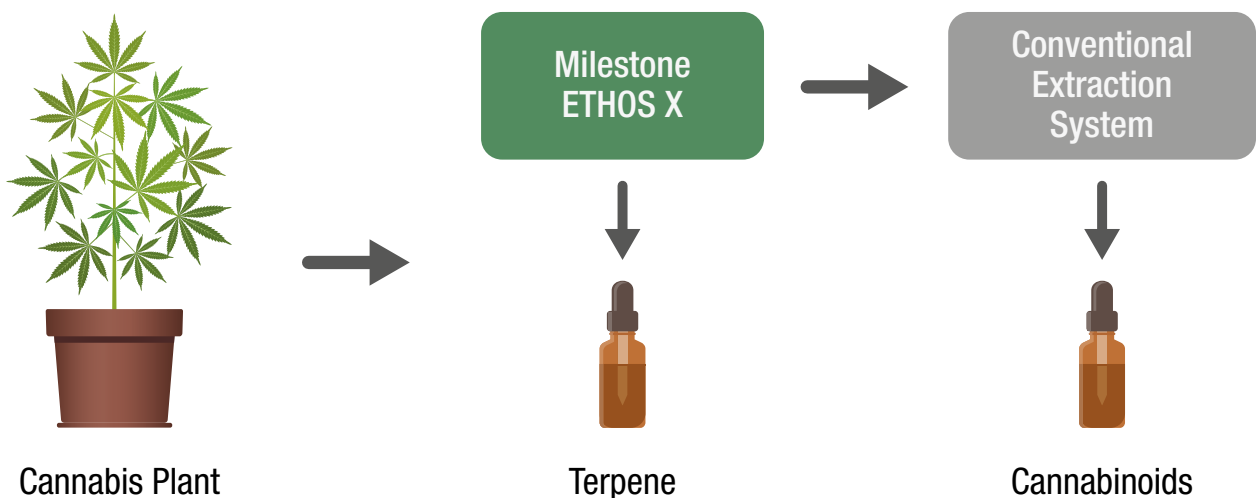 Milestone
ETHOS X
Conventional
Extraction
System
Cannabis Plant
Terpene
Cannabinoids